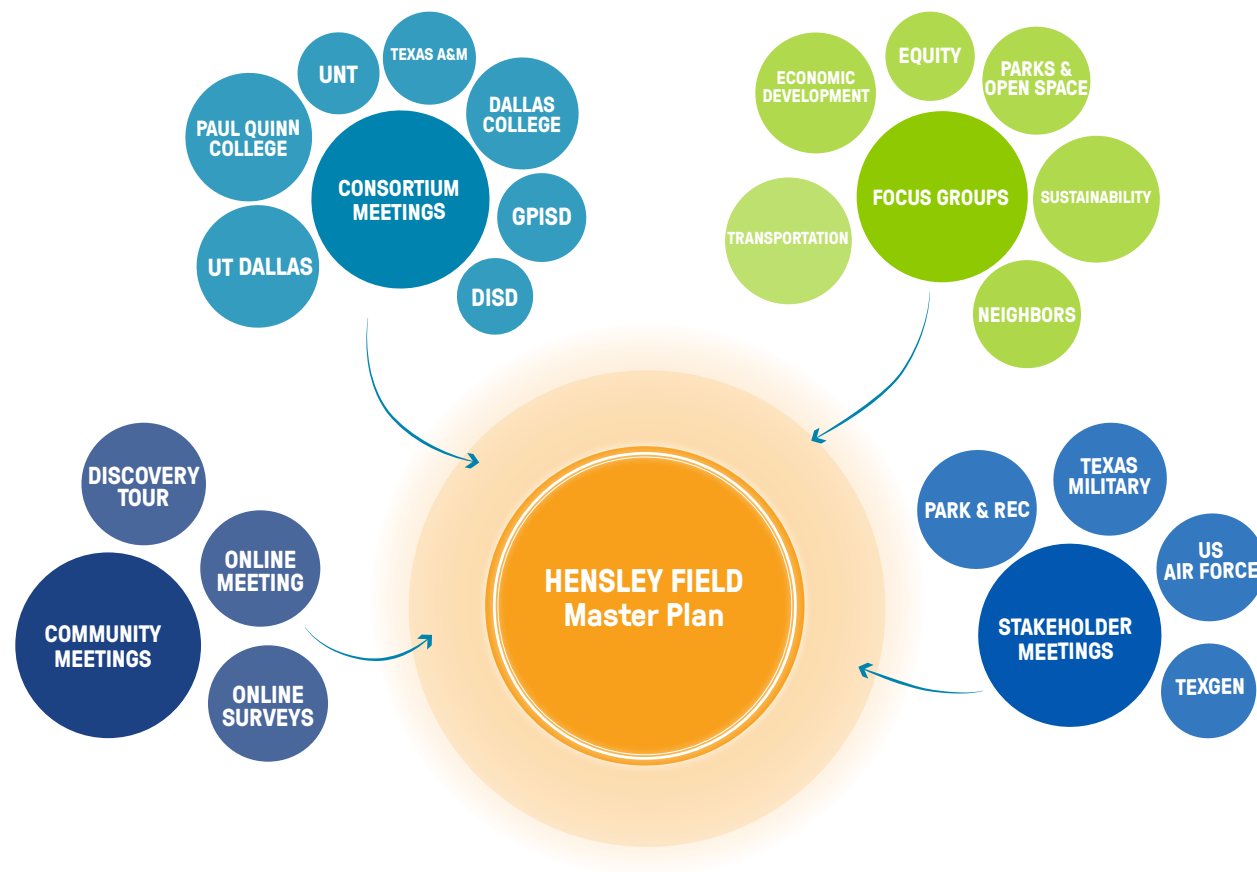 UNT
TEXAS A&M
PAUL QUINN
COLLEGE
DALLAS
COLLEGE
CONSORTIUM
MEETINGS
GPISD
UT DALLAS
DISD
ECONOMIC
DEVELOPMENT
EQUITY
PARKS &
OPEN SPACE
FOCUS GROUPS
SUSTAINABILITY
TRANSPORTATION
NEIGHBORS
DISCOVERY
TOUR
ONLINE
MEETING
COMMUNITY
MEETINGS
ONLINE
SURVEYS
HENSLEY FIELD
Master Plan
PARK & REC
TEXAS
MILITARY
US
AIR FORCE
STAKEHOLDER
MEETINGS
TEXGEN